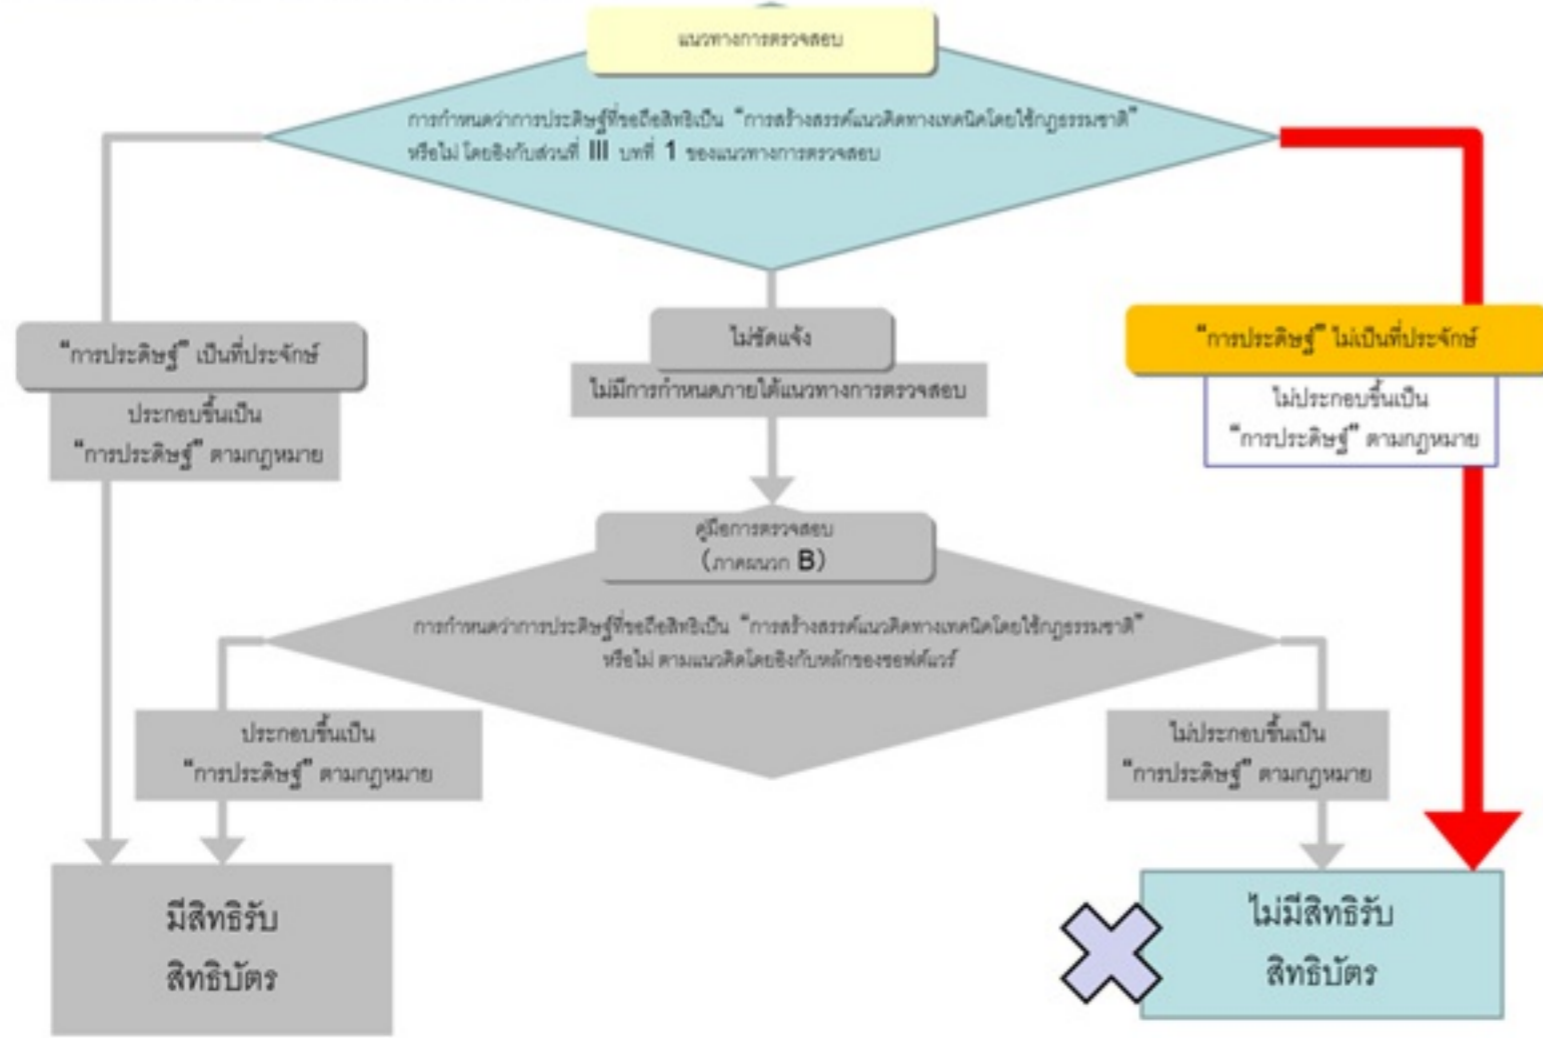 แนวทางการตรวจสอบ
การกำหนดว่าการประดิษฐ์ที่ขอถือสิทธิเป็น “การสร้างสรรค์แนวคิดทางเทคนิคโดยใช้กฎธรรมชาติ”
หรือไม่ โดยอิงกับส่วนที่ III บทที่ 1 ของแนวทางการตรวจสอบ
“การประดิษฐ์” เป็นที่ประจักษ์
ประกอบขึ้นเป็น
“การประดิษฐ์” ตามกฎหมาย
ไม่ชัดแจ้ง
ไม่มีการกำหนดภายใต้แนวทางการตรวจสอบ
“การประดิษฐ์” ไม่เป็นที่ประจักษ์
ไม่ประกอบขึ้นเป็น
“การประดิษฐ์” ตามกฎหมาย
คู่มือการตรวจสอบ
(ภาคผนวก B)
การกำหนดว่าการประดิษฐ์ที่ขอถือสิทธิเป็น “การสร้างสรรค์แนวคิดทางเทคนิคโดยใช้กฎธรรมชาติ”
หรือไม่ ตามแนวคิดโดยอิงกับหลักของซอฟต์แวร์
ประกอบขึ้นเป็น
“การประดิษฐ์” ตามกฎหมาย
ไม่ประกอบขึ้นเป็น
“การประดิษฐ์” ตามกฎหมาย
มีสิทธิรับ
สิทธิบัตร
ไม่มีสิทธิรับ
สิทธิบัตร